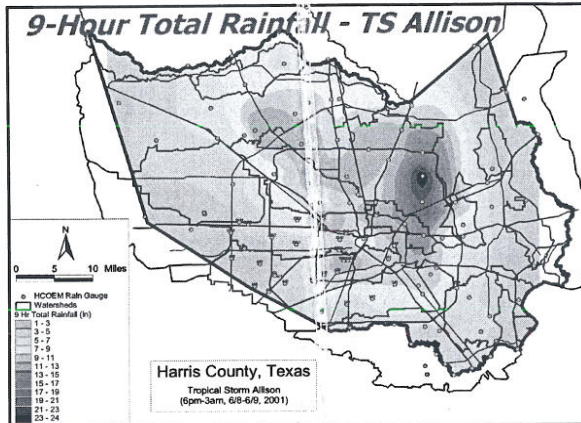 9-Hour Total Rainfall - TS Allison
N
0 5 10 Miles
HCOEM Rain Gauge
Watersheds
9 Hr Total Rainfall (in)
1 - 3
3 - 5
5 - 7
7 - 9
9 - 11
11 - 13
13 - 15
15 - 17
17 - 19
19 - 21
21 - 23
23 - 24
Harris County, Texas
Tropical Storm Allison
(6pm-3am, 6/8-6/9, 2001)